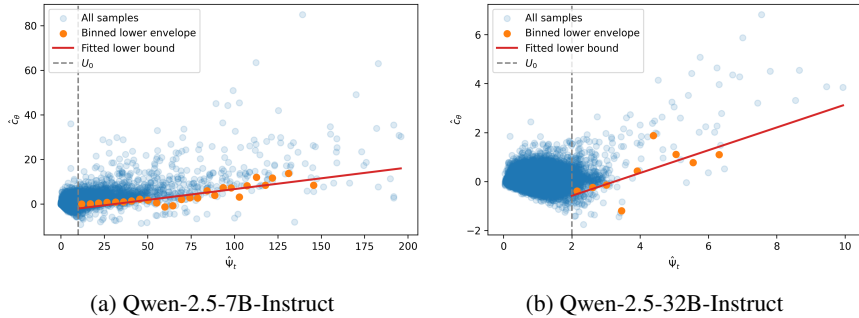 All samples
Binned lower envelope
Fitted lower bound
U₀
80
60
40
20
0
ĉ_θ
0
25
50
75
100
125
150
175
200
Ψ̂_t
(a) Qwen-2.5-7B-Instruct
All samples
Binned lower envelope
Fitted lower bound
U₀
6
4
2
0
−2
ĉ_θ
0
2
4
6
8
10
Ψ̂_t
(b) Qwen-2.5-32B-Instruct